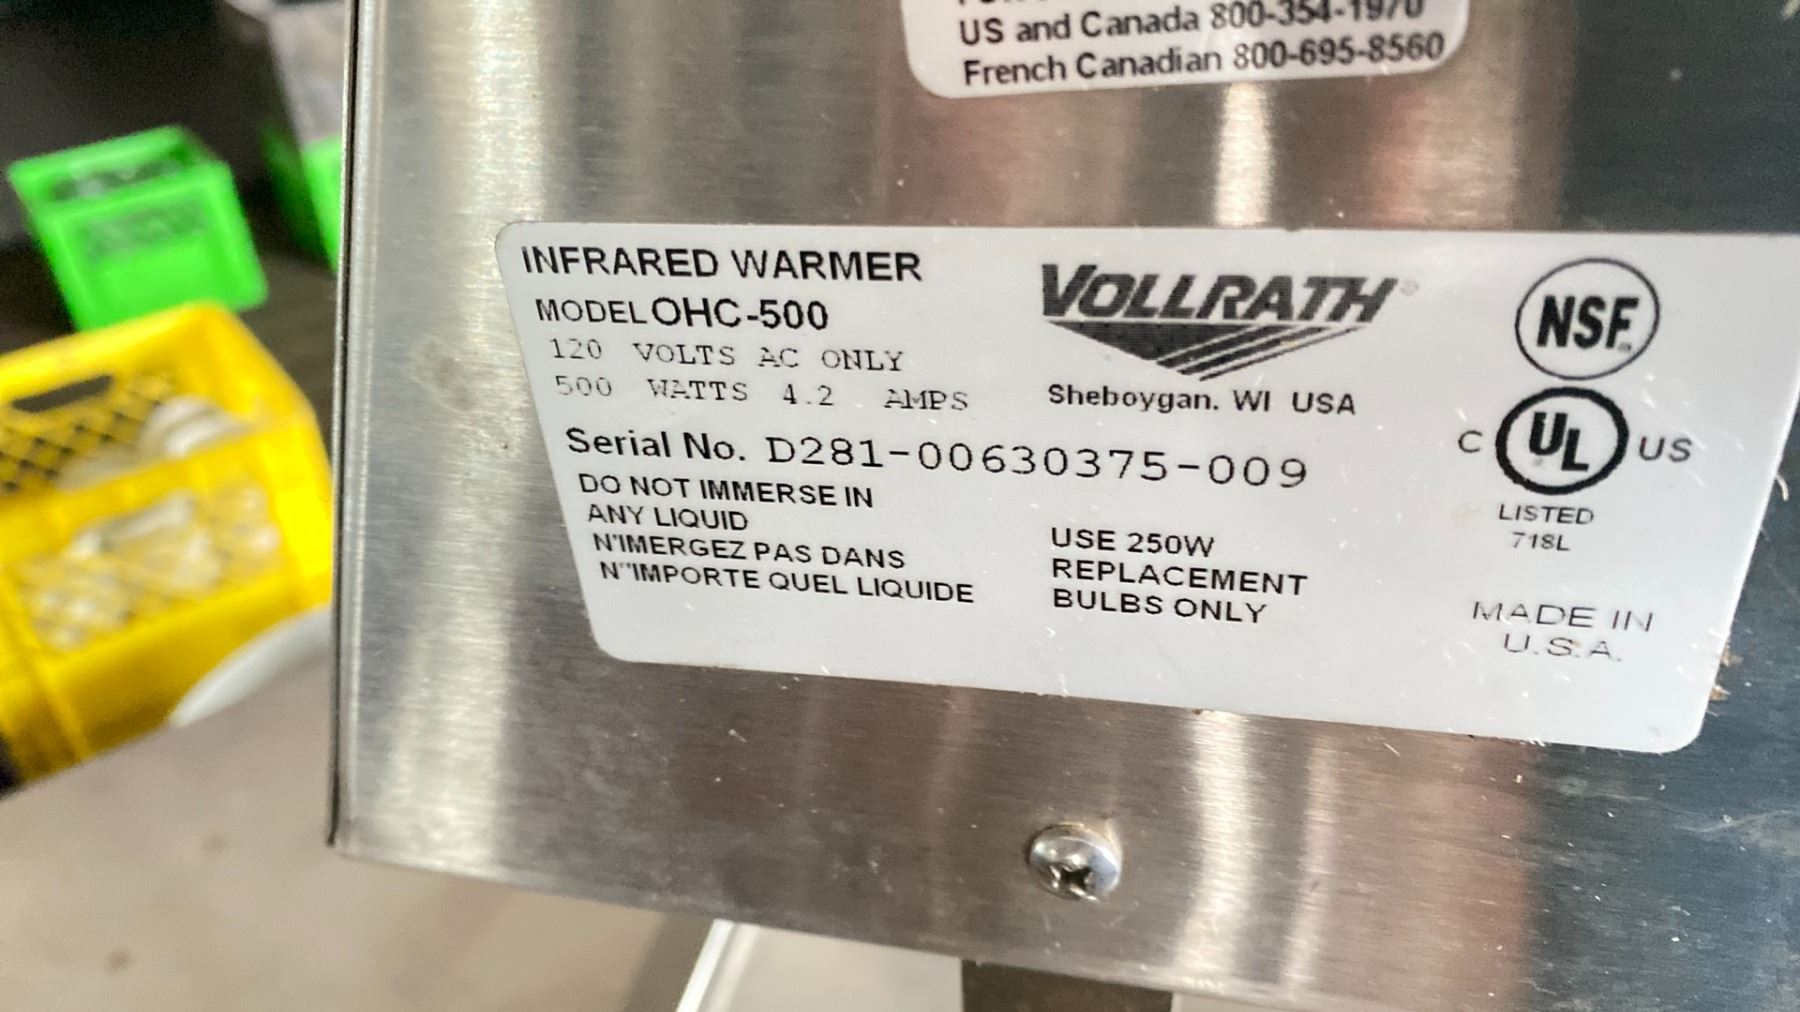 US and Canada 800-354-1970
French Canadian 800-695-8560
INFRARED WARMER
MODEL OHC-500
120 VOLTS AC ONLY
500 WATTS 4.2 AMPS
VOLLRATH®
Sheboygan. WI USA
Serial No. D281-00630375-009
DO NOT IMMERSE IN
ANY LIQUID
N'IMERGEZ PAS DANS
N''IMPORTE QUEL LIQUIDE
USE 250W
REPLACEMENT
BULBS ONLY
NSF
C UL US
LISTED
718L
MADE IN
U.S.A.